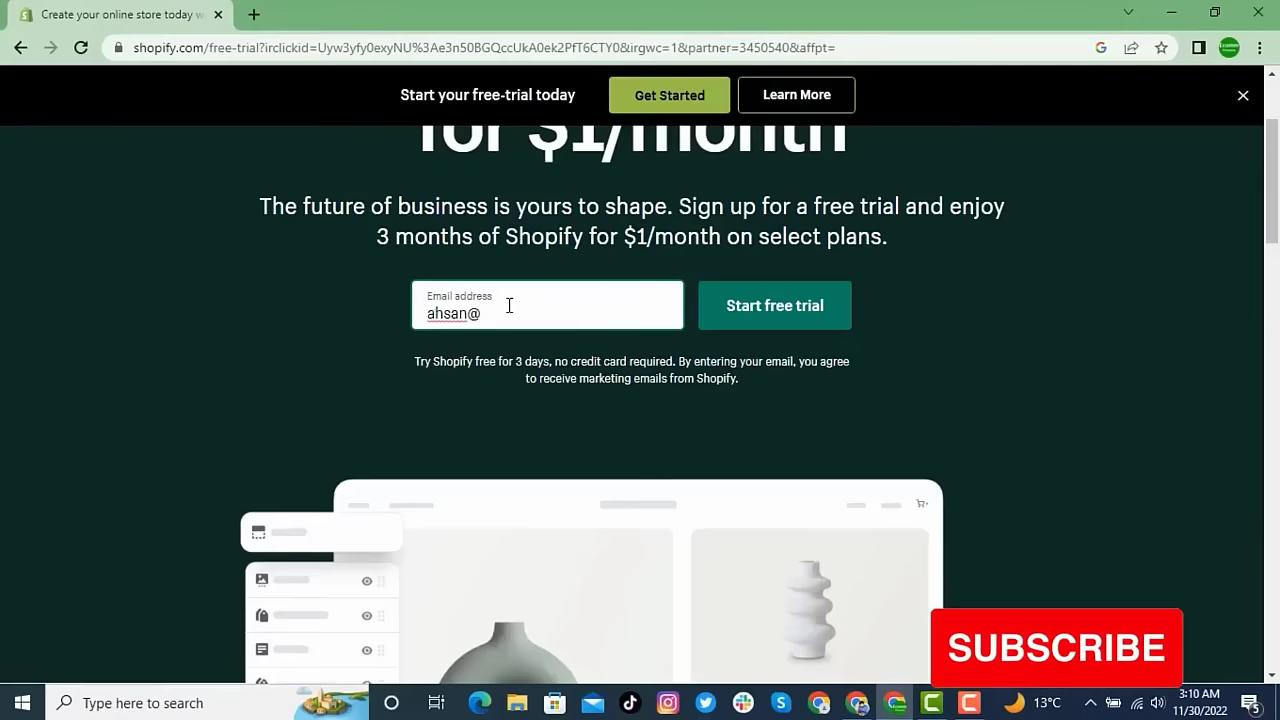 Create your online store today w
shopify.com/free-trial?irclickid=Uyw3yfy0exyNU%3Ae3n50BGQccUkA0ek2PfT6CTY0&irgwc=1&partner=3450540&affpt=
Start your free-trial today
Get Started
Learn More
for $1/month
The future of business is yours to shape. Sign up for a free trial and enjoy
3 months of Shopify for $1/month on select plans.
Email address
ahsan@
Start free trial
Try Shopify free for 3 days, no credit card required. By entering your email, you agree
to receive marketing emails from Shopify.
SUBSCRIBE
Type here to search
13°C
3:10 AM
11/30/2022
5